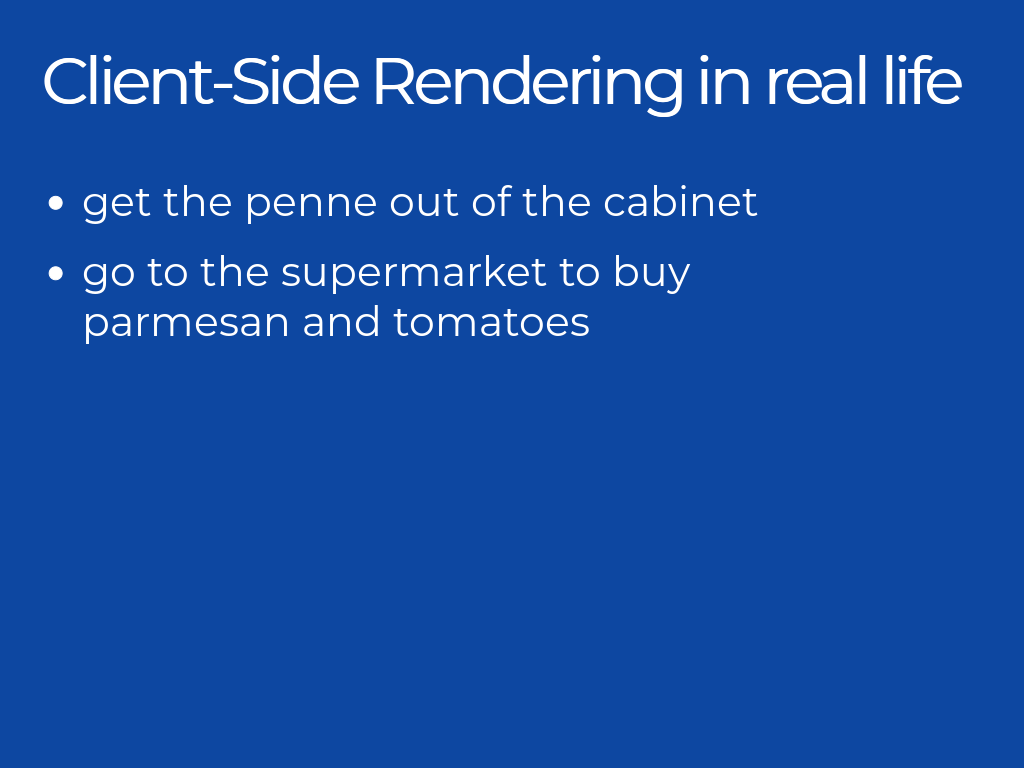 Client-Side Rendering in real life
• get the penne out of the cabinet
• go to the supermarket to buy
parmesan and tomatoes